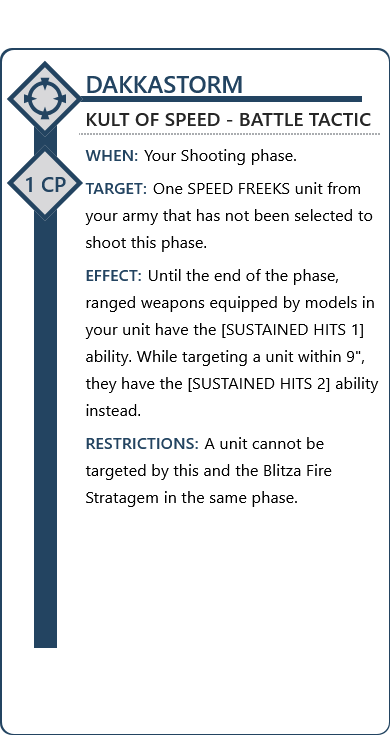 DAKKASTORM
KULT OF SPEED - BATTLE TACTIC
WHEN: Your Shooting phase.
1 CP
TARGET: One SPEED FREEKS unit from
your army that has not been selected to
shoot this phase.
EFFECT: Until the end of the phase,
ranged weapons equipped by models in
your unit have the [SUSTAINED HITS 1]
ability. While targeting a unit within 9",
they have the [SUSTAINED HITS 2] ability
instead.
RESTRICTIONS: A unit cannot be
targeted by this and the Blitza Fire
Stratagem in the same phase.